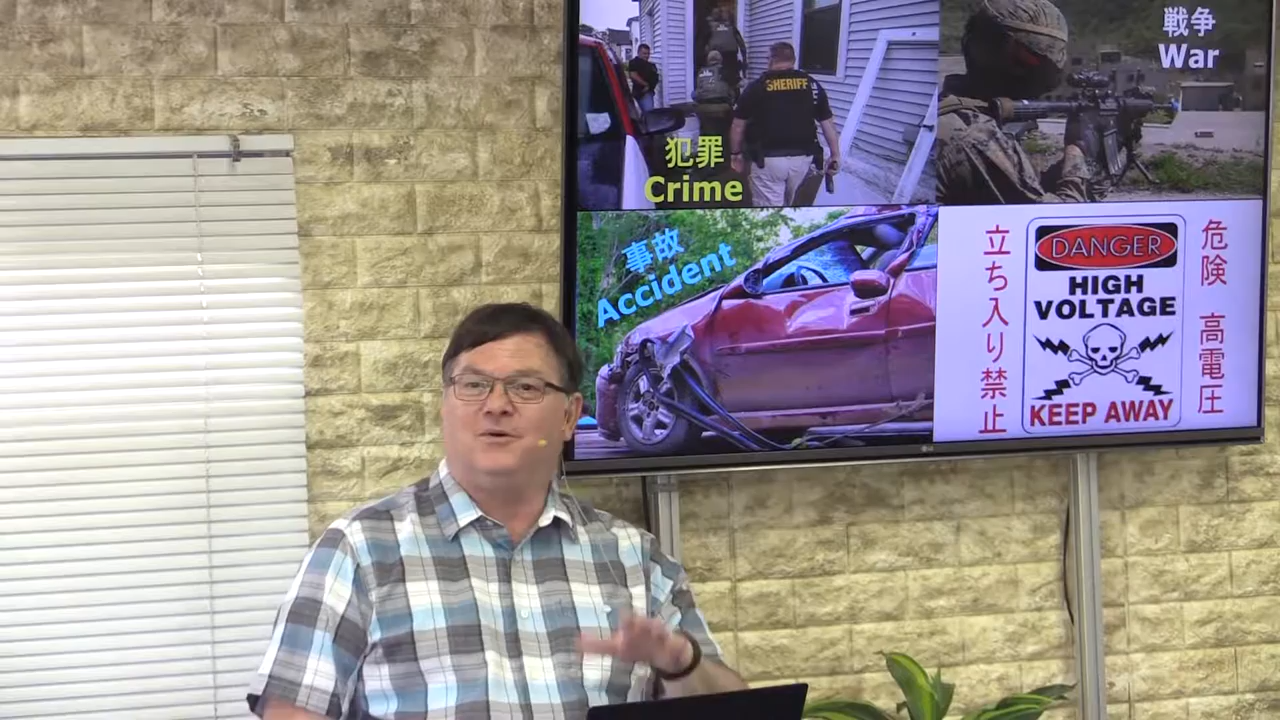 SHERIFF
犯罪
Crime
戦争
War
事故
Accident
立ち入り禁止
DANGER
HIGH
VOLTAGE
KEEP AWAY
危険 高電圧
LG